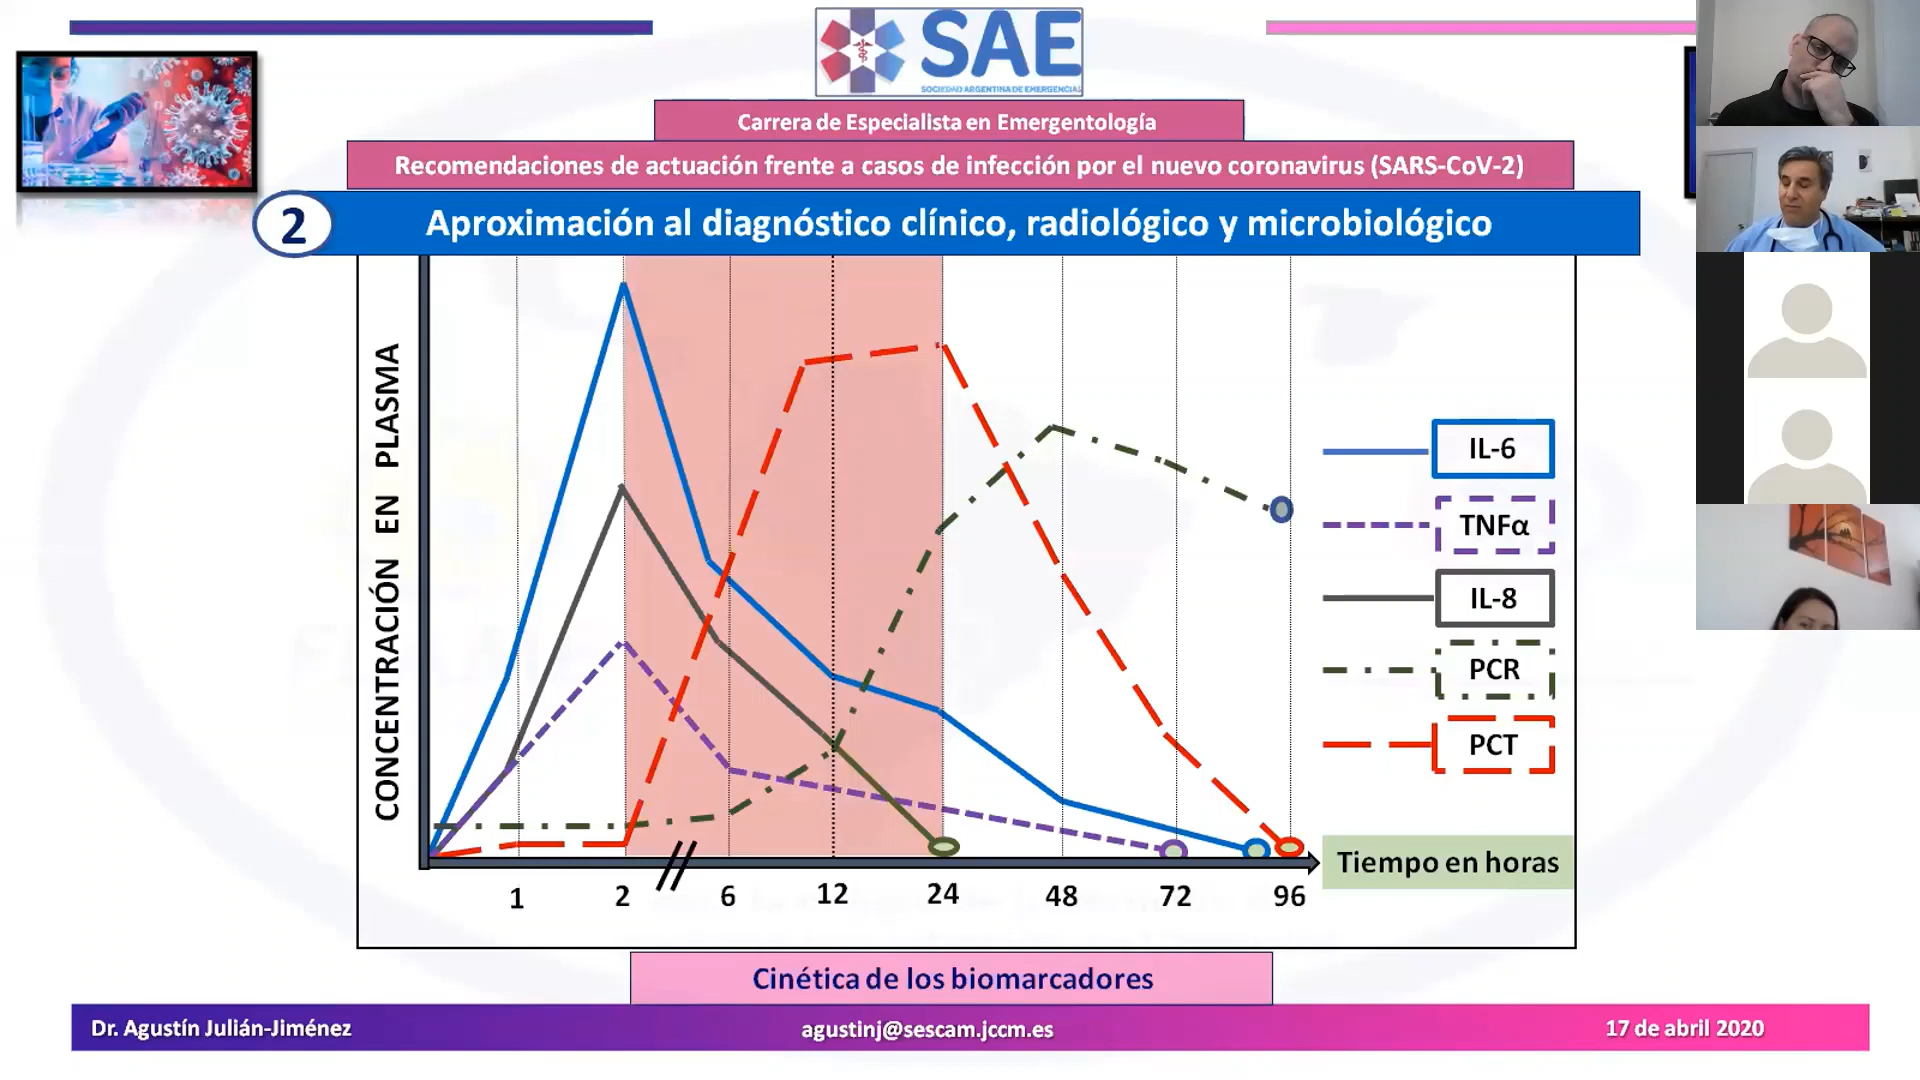 SAE
SOCIEDAD ARGENTINA DE EMERGENCIAS
Carrera de Especialista en Emergentología
Recomendaciones de actuación frente a casos de infección por el nuevo coronavirus (SARS-CoV-2)
2
Aproximación al diagnóstico clínico, radiológico y microbiológico
CONCENTRACIÓN EN PLASMA
IL-6
TNFα
IL-8
PCR
PCT
Tiempo en horas
1 2 6 12 24 48 72 96
Cinética de los biomarcadores
Dr. Agustín Julián-Jiménez
agustinj@sescam.jccm.es
17 de abril 2020